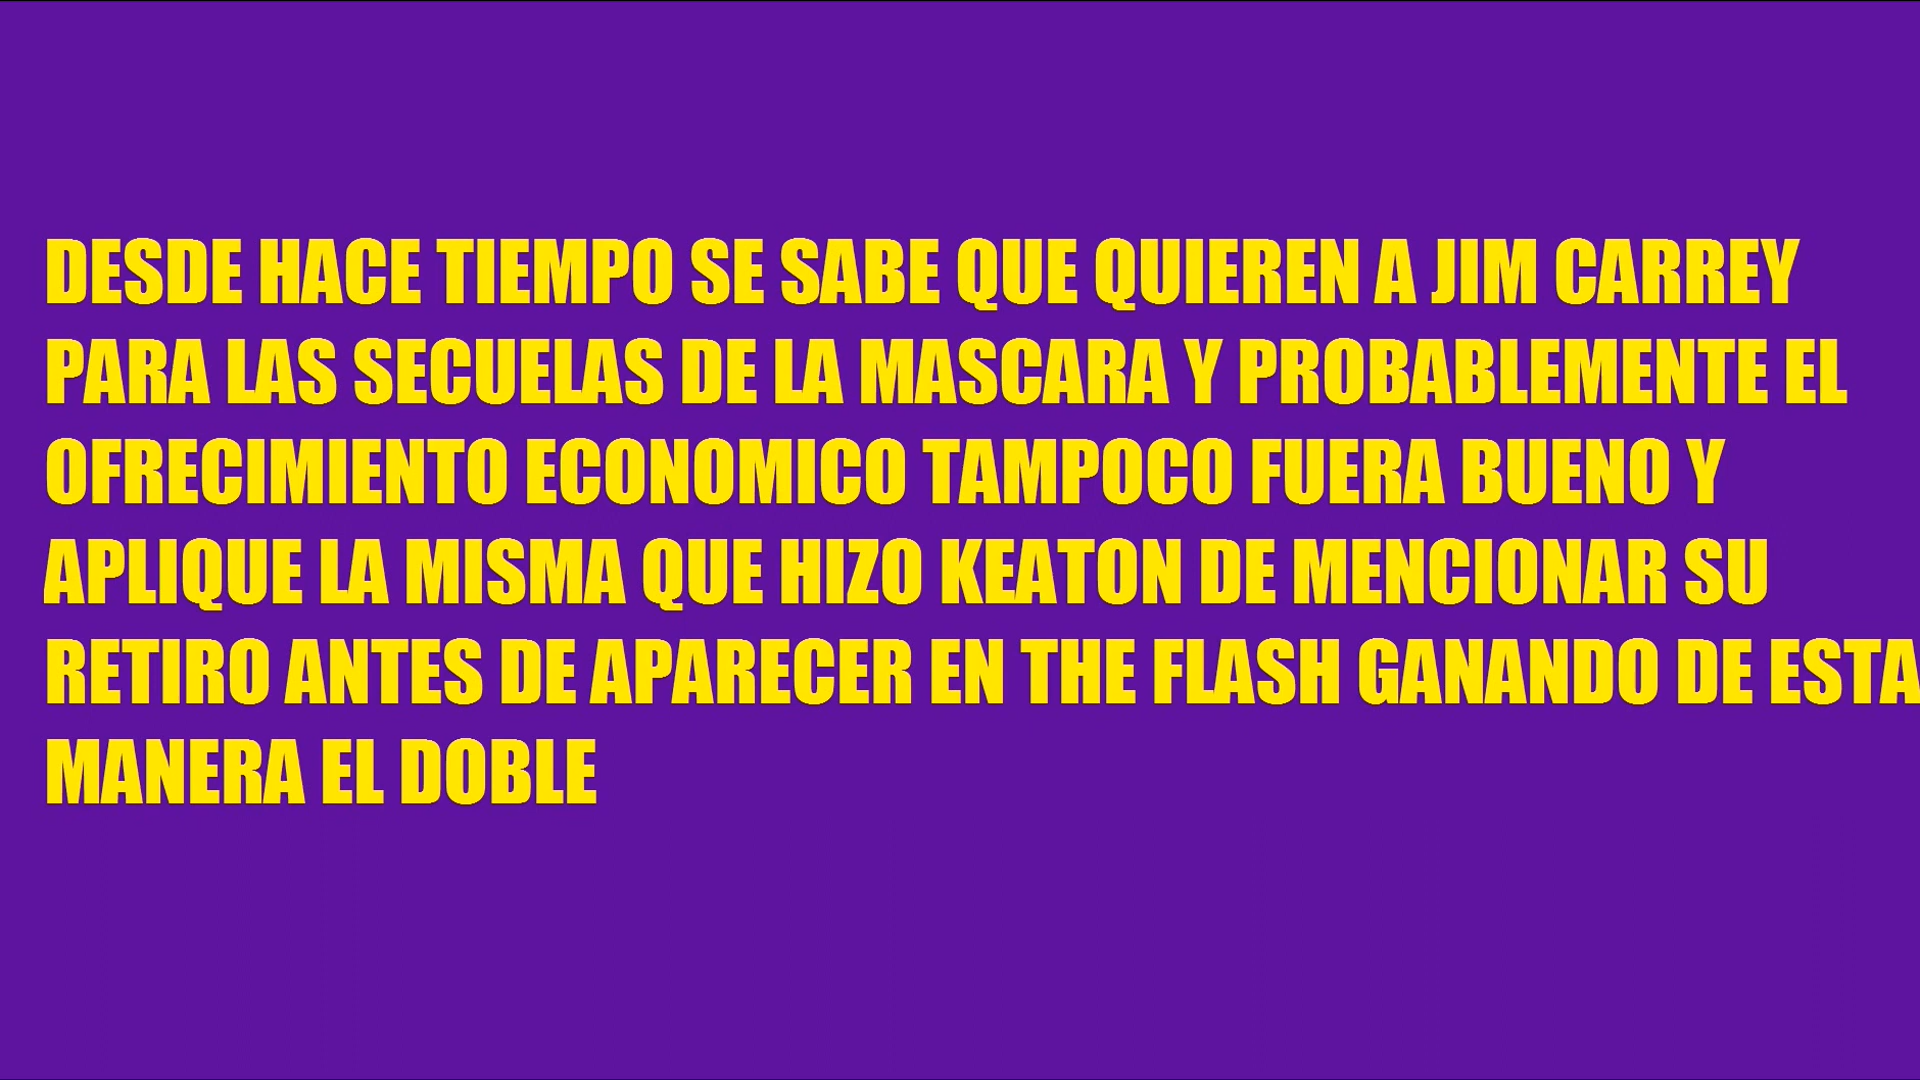 DESDE HACE TIEMPO SE SABE QUE QUIEREN A JIM CARREY
PARA LAS SECUELAS DE LA MASCARA Y PROBABLEMENTE EL
OFRECIMIENTO ECONOMICO TAMPOCO FUERA BUENO Y
APLIQUE LA MISMA QUE HIZO KEATON DE MENCIONAR SU
RETIRO ANTES DE APARECER EN THE FLASH GANANDO DE ESTA
MANERA EL DOBLE